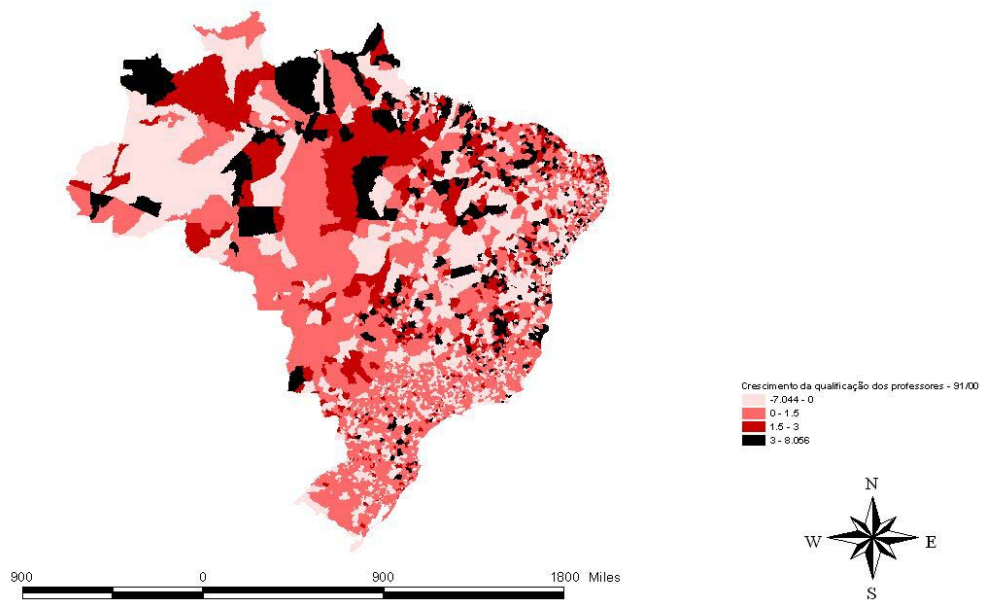 Crescimento da qualificação dos professores - 91/00
-7.044 - 0
0 - 1.5
1.5 - 3
3 - 8.056
N
W E
S
900 0 900 1800 Miles